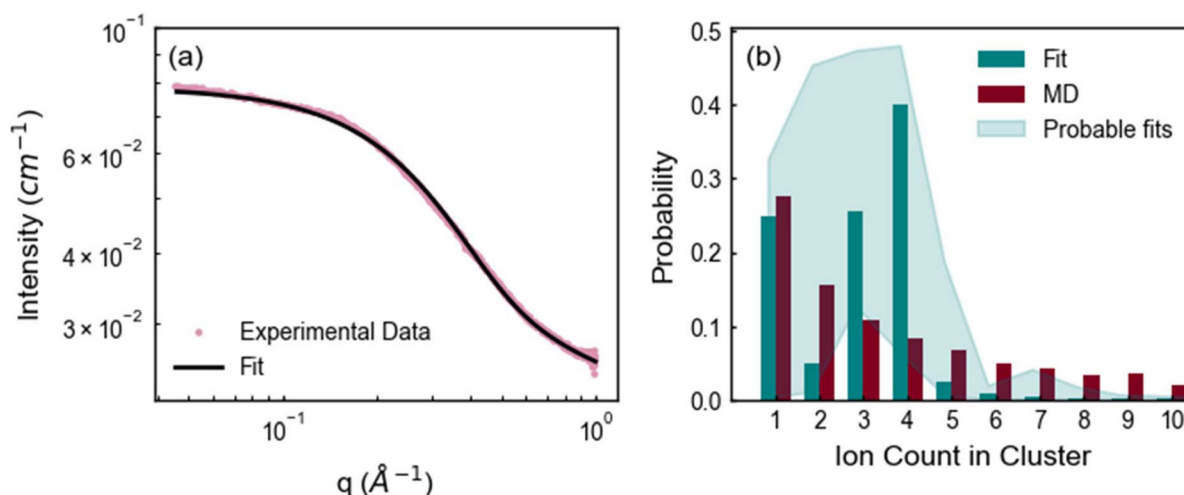 (a)
10⁻¹
6 × 10⁻²
4 × 10⁻²
3 × 10⁻²
Intensity (cm⁻¹)
Experimental Data
Fit
10⁻¹
10⁰
q (Å⁻¹)
(b)
Fit
MD
Probable fits
0.5
0.4
0.3
0.2
0.1
0.0
Probability
1 2 3 4 5 6 7 8 9 10
Ion Count in Cluster